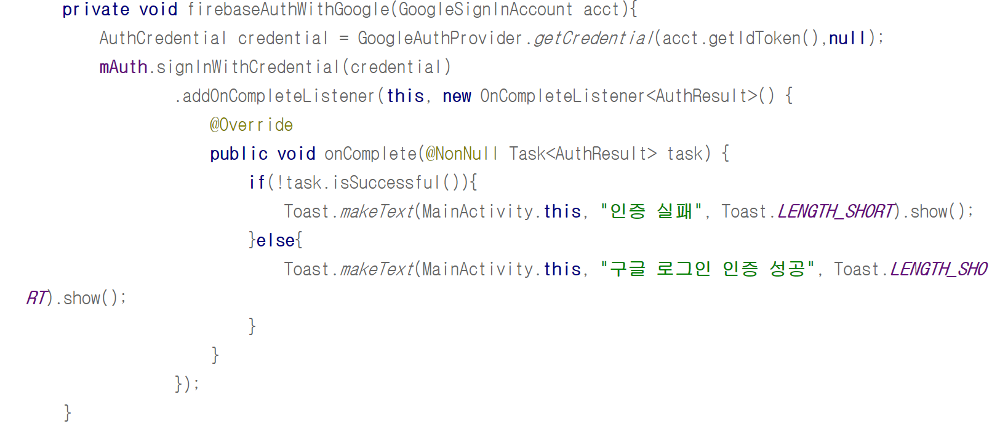 private void firebaseAuthWithGoogle(GoogleSignInAccount acct){
AuthCredential credential = GoogleAuthProvider.getCredential(acct.getIdToken(),null);
mAuth.signInWithCredential(credential)
.addOnCompleteListener(this, new OnCompleteListener<AuthResult>() {
@Override
public void onComplete(@NonNull Task<AuthResult> task) {
if(!task.isSuccessful()){
Toast.makeText(MainActivity.this, "인증 실패", Toast.LENGTH_SHORT).show();
}else{
Toast.makeText(MainActivity.this, "구글 로그인 인증 성공", Toast.LENGTH_SHO
RT).show();
}
}
});
}